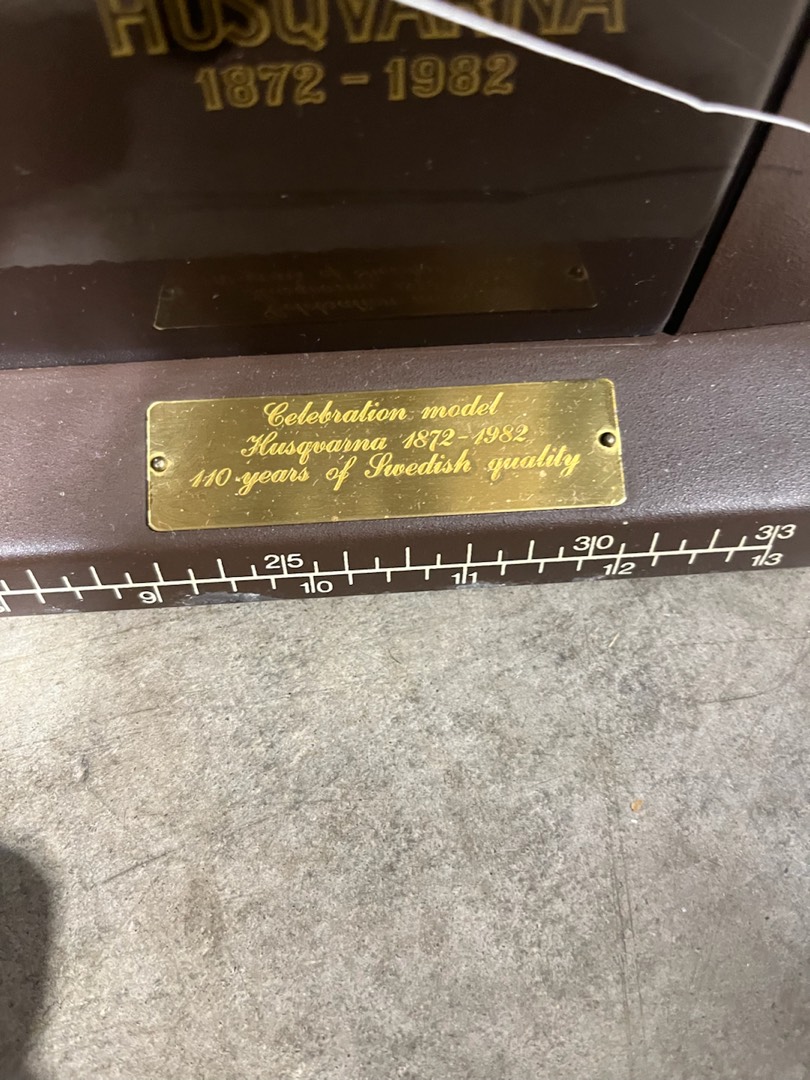 HUSQVARNA
1872 - 1982
Celebration model
Husqvarna 1872-1982
110 years of Swedish quality
25 30 33
9 10 11 12 13